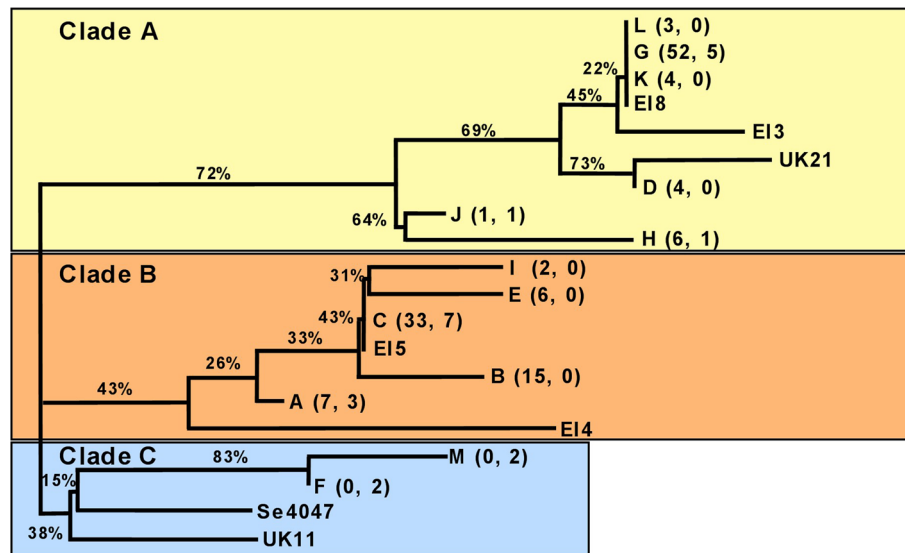 Clade A
L (3, 0)
G (52, 5)
22%
K (4, 0)
45%
EI8
69%
EI3
UK21
73%
72%
D (4, 0)
J (1, 1)
64%
H (6, 1)
Clade B
I (2, 0)
31%
E (6, 0)
43%
C (33, 7)
33%
EI5
26%
B (15, 0)
43%
A (7, 3)
EI4
Clade C
83%
M (0, 2)
15%
F (0, 2)
Se4047
38%
UK11